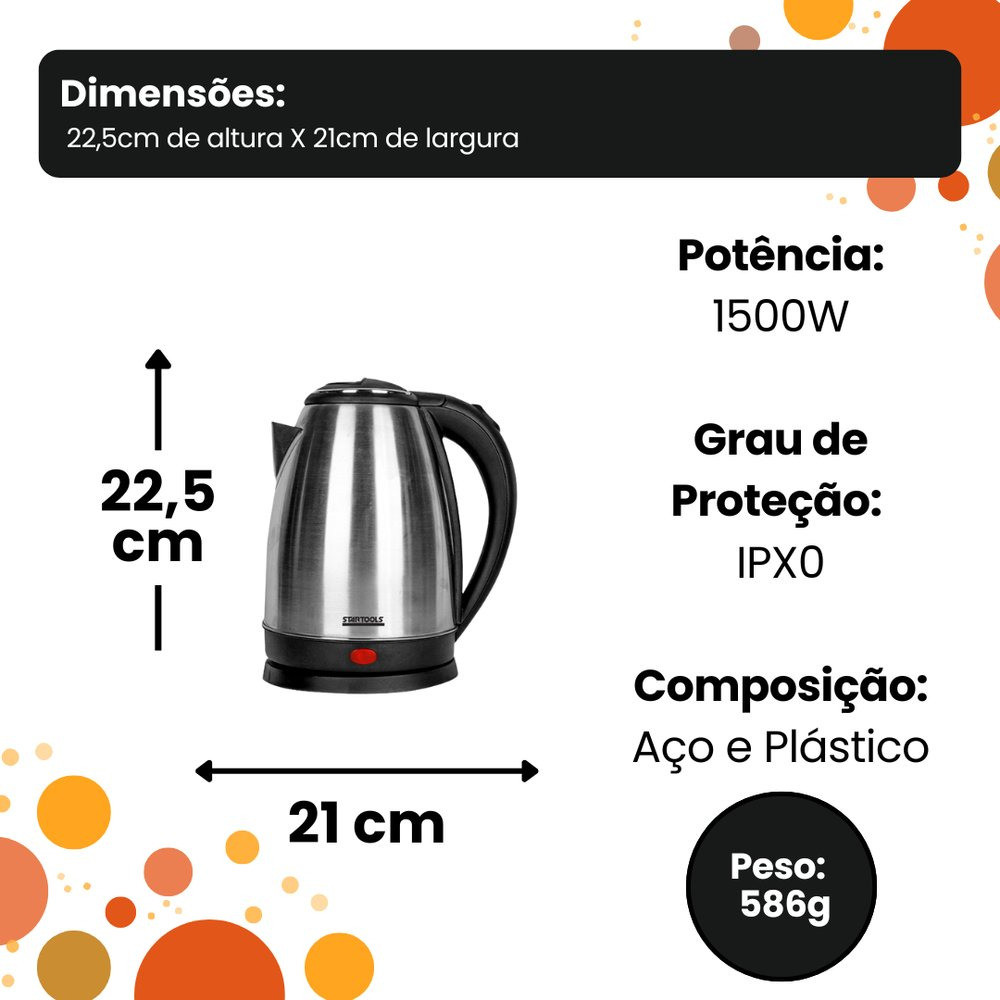 Dimensões:
22,5cm de altura X 21cm de largura
Potência:
1500W
Grau de
Proteção:
IPX0
22,5
cm
STARTOOLS
Composição:
Aço e Plástico
21 cm
Peso:
586g